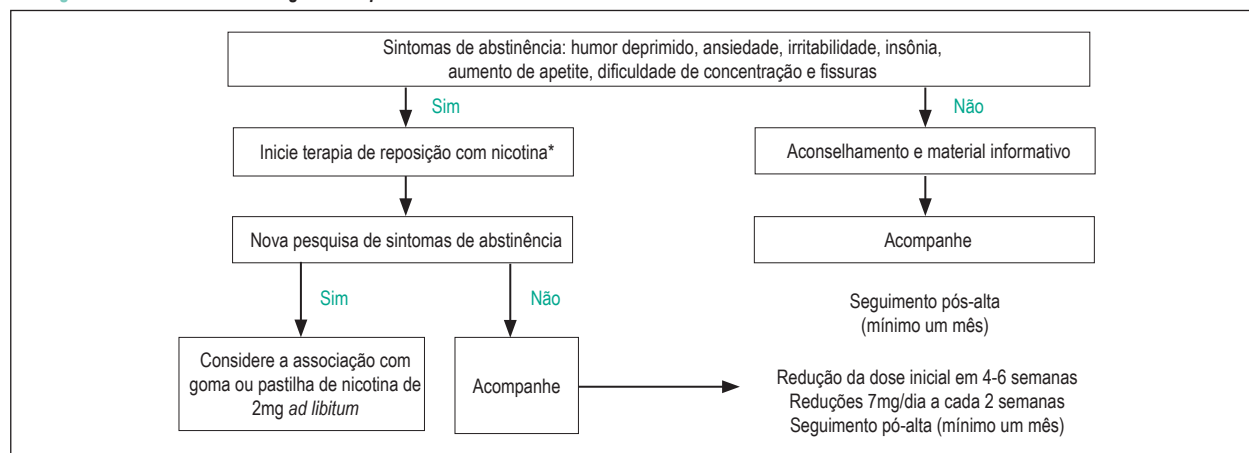 Sintomas de abstinência: humor deprimido, ansiedade, irritabilidade, insônia,
aumento de apetite, dificuldade de concentração e fissuras
Sim
Não
Inicie terapia de reposição com nicotina*
Aconselhamento e material informativo
Nova pesquisa de sintomas de abstinência
Acompanhe
Sim
Não
Seguimento pós-alta
(mínimo um mês)
Considere a associação com
goma ou pastilha de nicotina de
2mg ad libitum
Acompanhe
Redução da dose inicial em 4-6 semanas
Reduções 7mg/dia a cada 2 semanas
Seguimento pó-alta (mínimo um mês)